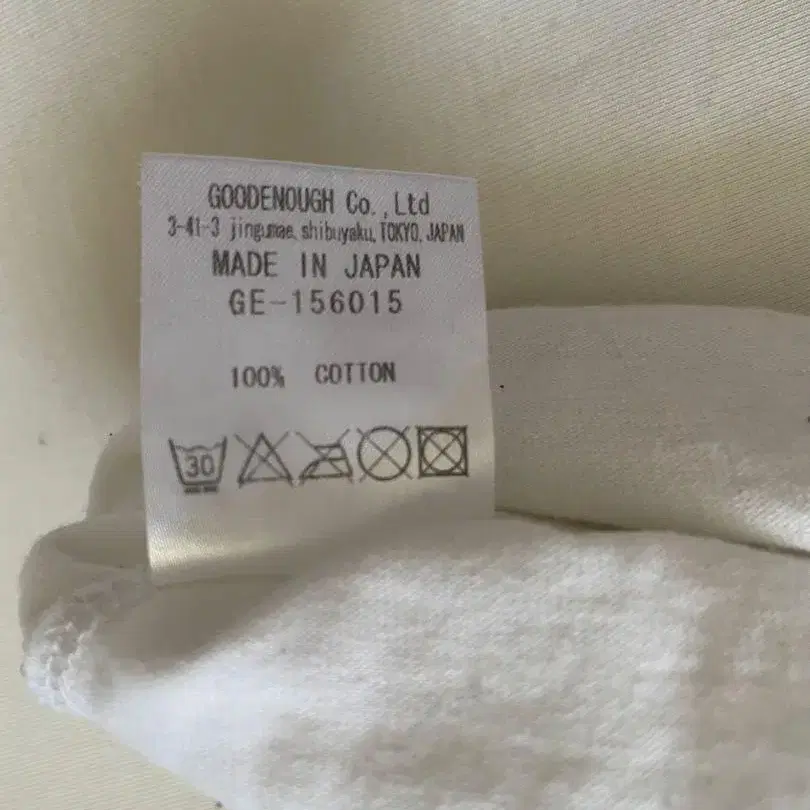 GOODENOUGH Co.,Ltd
3-41-3 jingumae, shibuyaku, TOKYO, JAPAN
MADE IN JAPAN
GE-156015
100% COTTON
30